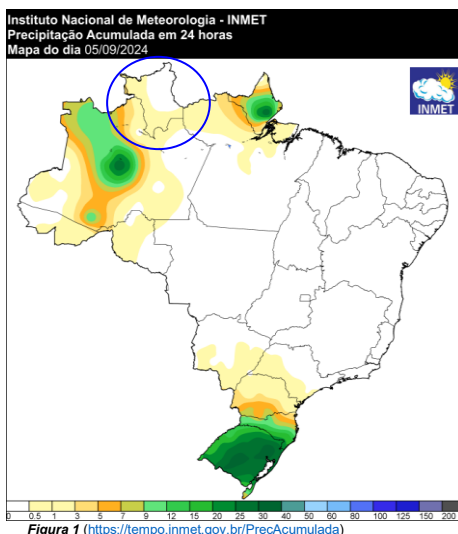 Instituto Nacional de Meteorologia - INMET
Precipitação Acumulada em 24 horas
Mapa do dia 05/09/2024
INMET
0 0.5 1 3 5 7 9 12 15 20 25 30 40 50 60 80 100 125 150 200
Figura 1 (https://tempo.inmet.gov.br/PrecAcumulada)